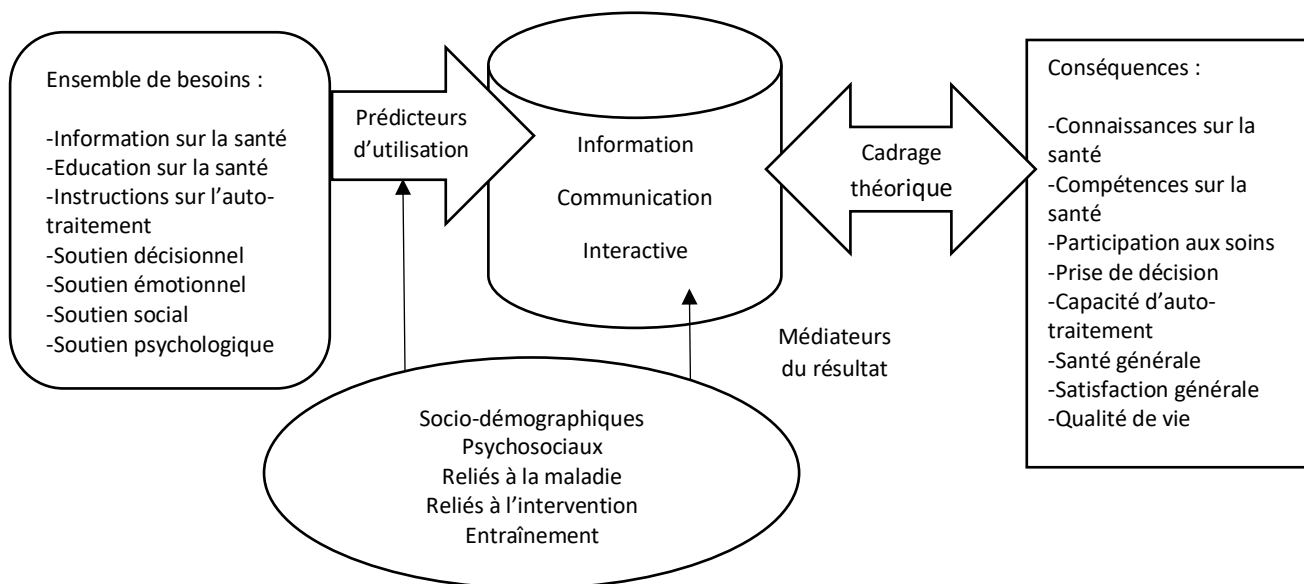 Ensemble de besoins :
-Information sur la santé
-Education sur la santé
-Instructions sur l’auto-
traitement
-Soutien décisionnel
-Soutien émotionnel
-Soutien social
-Soutien psychologique
Prédicteurs
d’utilisation
Information
Communication
Interactive
Cadrage
théorique
Conséquences :
-Connaissances sur la
santé
-Compétences sur la
santé
-Participation aux soins
-Prise de décision
-Capacité d’auto-
traitement
-Santé générale
-Satisfaction générale
-Qualité de vie
Médiateurs
du résultat
Socio-démographiques
Psychosociaux
Reliés à la maladie
Reliés à l’intervention
Entraînement